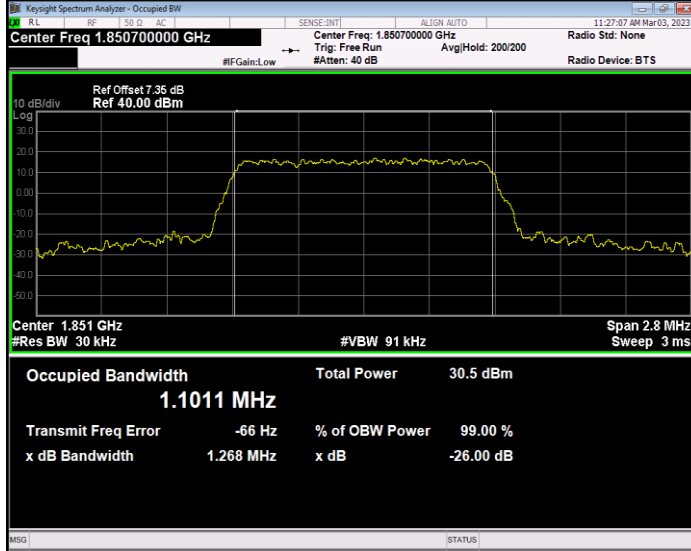 Keysight Spectrum Analyzer - Occupied BW
RL RF 50 Ω AC SENSE:INT ALIGN AUTO 11:27:07 AM Mar 03, 2023
Center Freq 1.850700000 GHz Center Freq: 1.850700000 GHz Radio Std: None
Trig: Free Run Avg|Hold: 200/200
#IFGain:Low #Atten: 40 dB Radio Device: BTS
Ref Offset 7.35 dB
10 dB/div Ref 40.00 dBm
Log
30.0
20.0
10.0
0.00
-10.0
-20.0
-30.0
-40.0
-50.0
Center 1.851 GHz Span 2.8 MHz
#Res BW 30 kHz #VBW 91 kHz Sweep 3 ms
Occupied Bandwidth Total Power 30.5 dBm
1.1011 MHz
Transmit Freq Error -66 Hz % of OBW Power 99.00 %
x dB Bandwidth 1.268 MHz x dB -26.00 dB
MSG STATUS